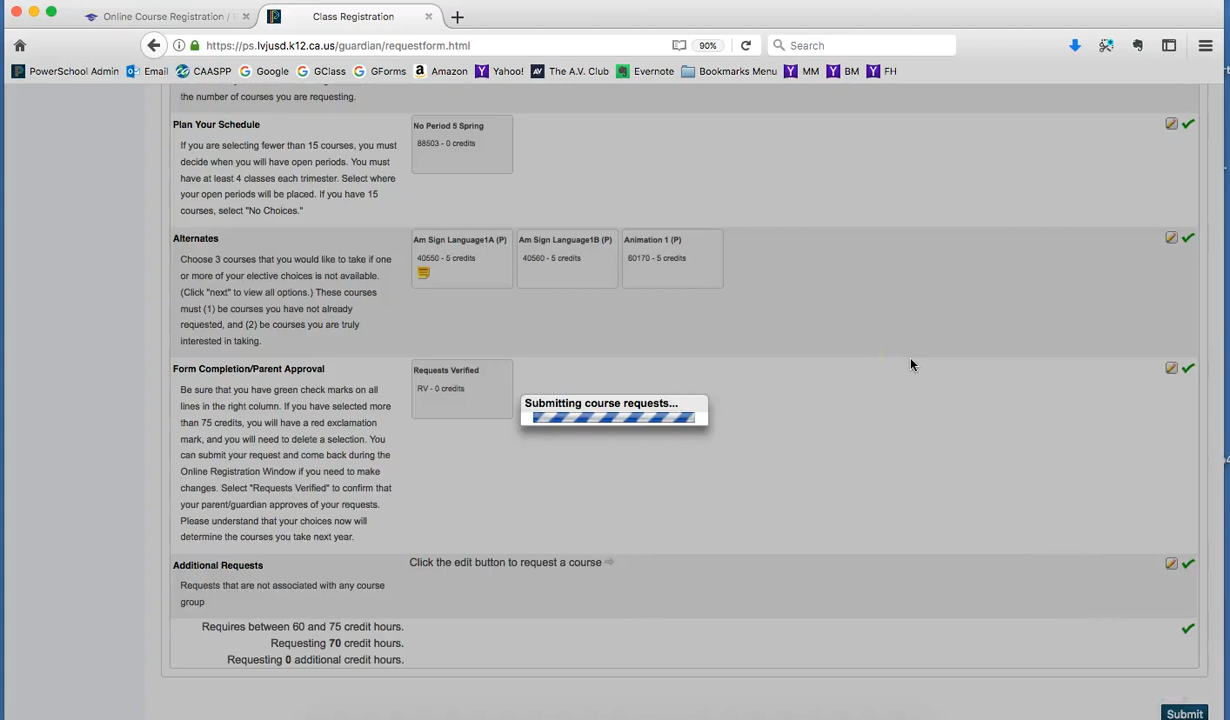 Online Course Registration /
Class Registration
https://ps.lvjusd.k12.ca.us/guardian/requestform.html
90%
Search
PowerSchool Admin Email CAASPP Google GClass GForms Amazon Yahoo! The A.V. Club Evernote Bookmarks Menu MM BM FH
the number of courses you are requesting.
Plan Your Schedule
If you are selecting fewer than 15 courses, you must
decide when you will have open periods. You must
have at least 4 classes each trimester. Select where
your open periods will be placed. If you have 15
courses, select "No Choices."
No Period 5 Spring
88503 - 0 credits
Alternates
Choose 3 courses that you would like to take if one
or more of your elective choices is not available.
(Click "next" to view all options.) These courses
must (1) be courses you have not already
requested, and (2) be courses you are truly
interested in taking.
Am Sign Language1A (P)
40550 - 5 credits
Am Sign Language1B (P)
40560 - 5 credits
Animation 1 (P)
60170 - 5 credits
Form Completion/Parent Approval
Be sure that you have green check marks on all
lines in the right column. If you have selected more
than 75 credits, you will have a red exclamation
mark, and you will need to delete a selection. You
can submit your request and come back during the
Online Registration Window if you need to make
changes. Select "Requests Verified" to confirm that
your parent/guardian approves of your requests.
Please understand that your choices now will
determine the courses you take next year.
Requests Verified
RV - 0 credits
Submitting course requests...
Additional Requests
Requests that are not associated with any course
group
Click the edit button to request a course
Requires between 60 and 75 credit hours.
Requesting 70 credit hours.
Requesting 0 additional credit hours.
Submit